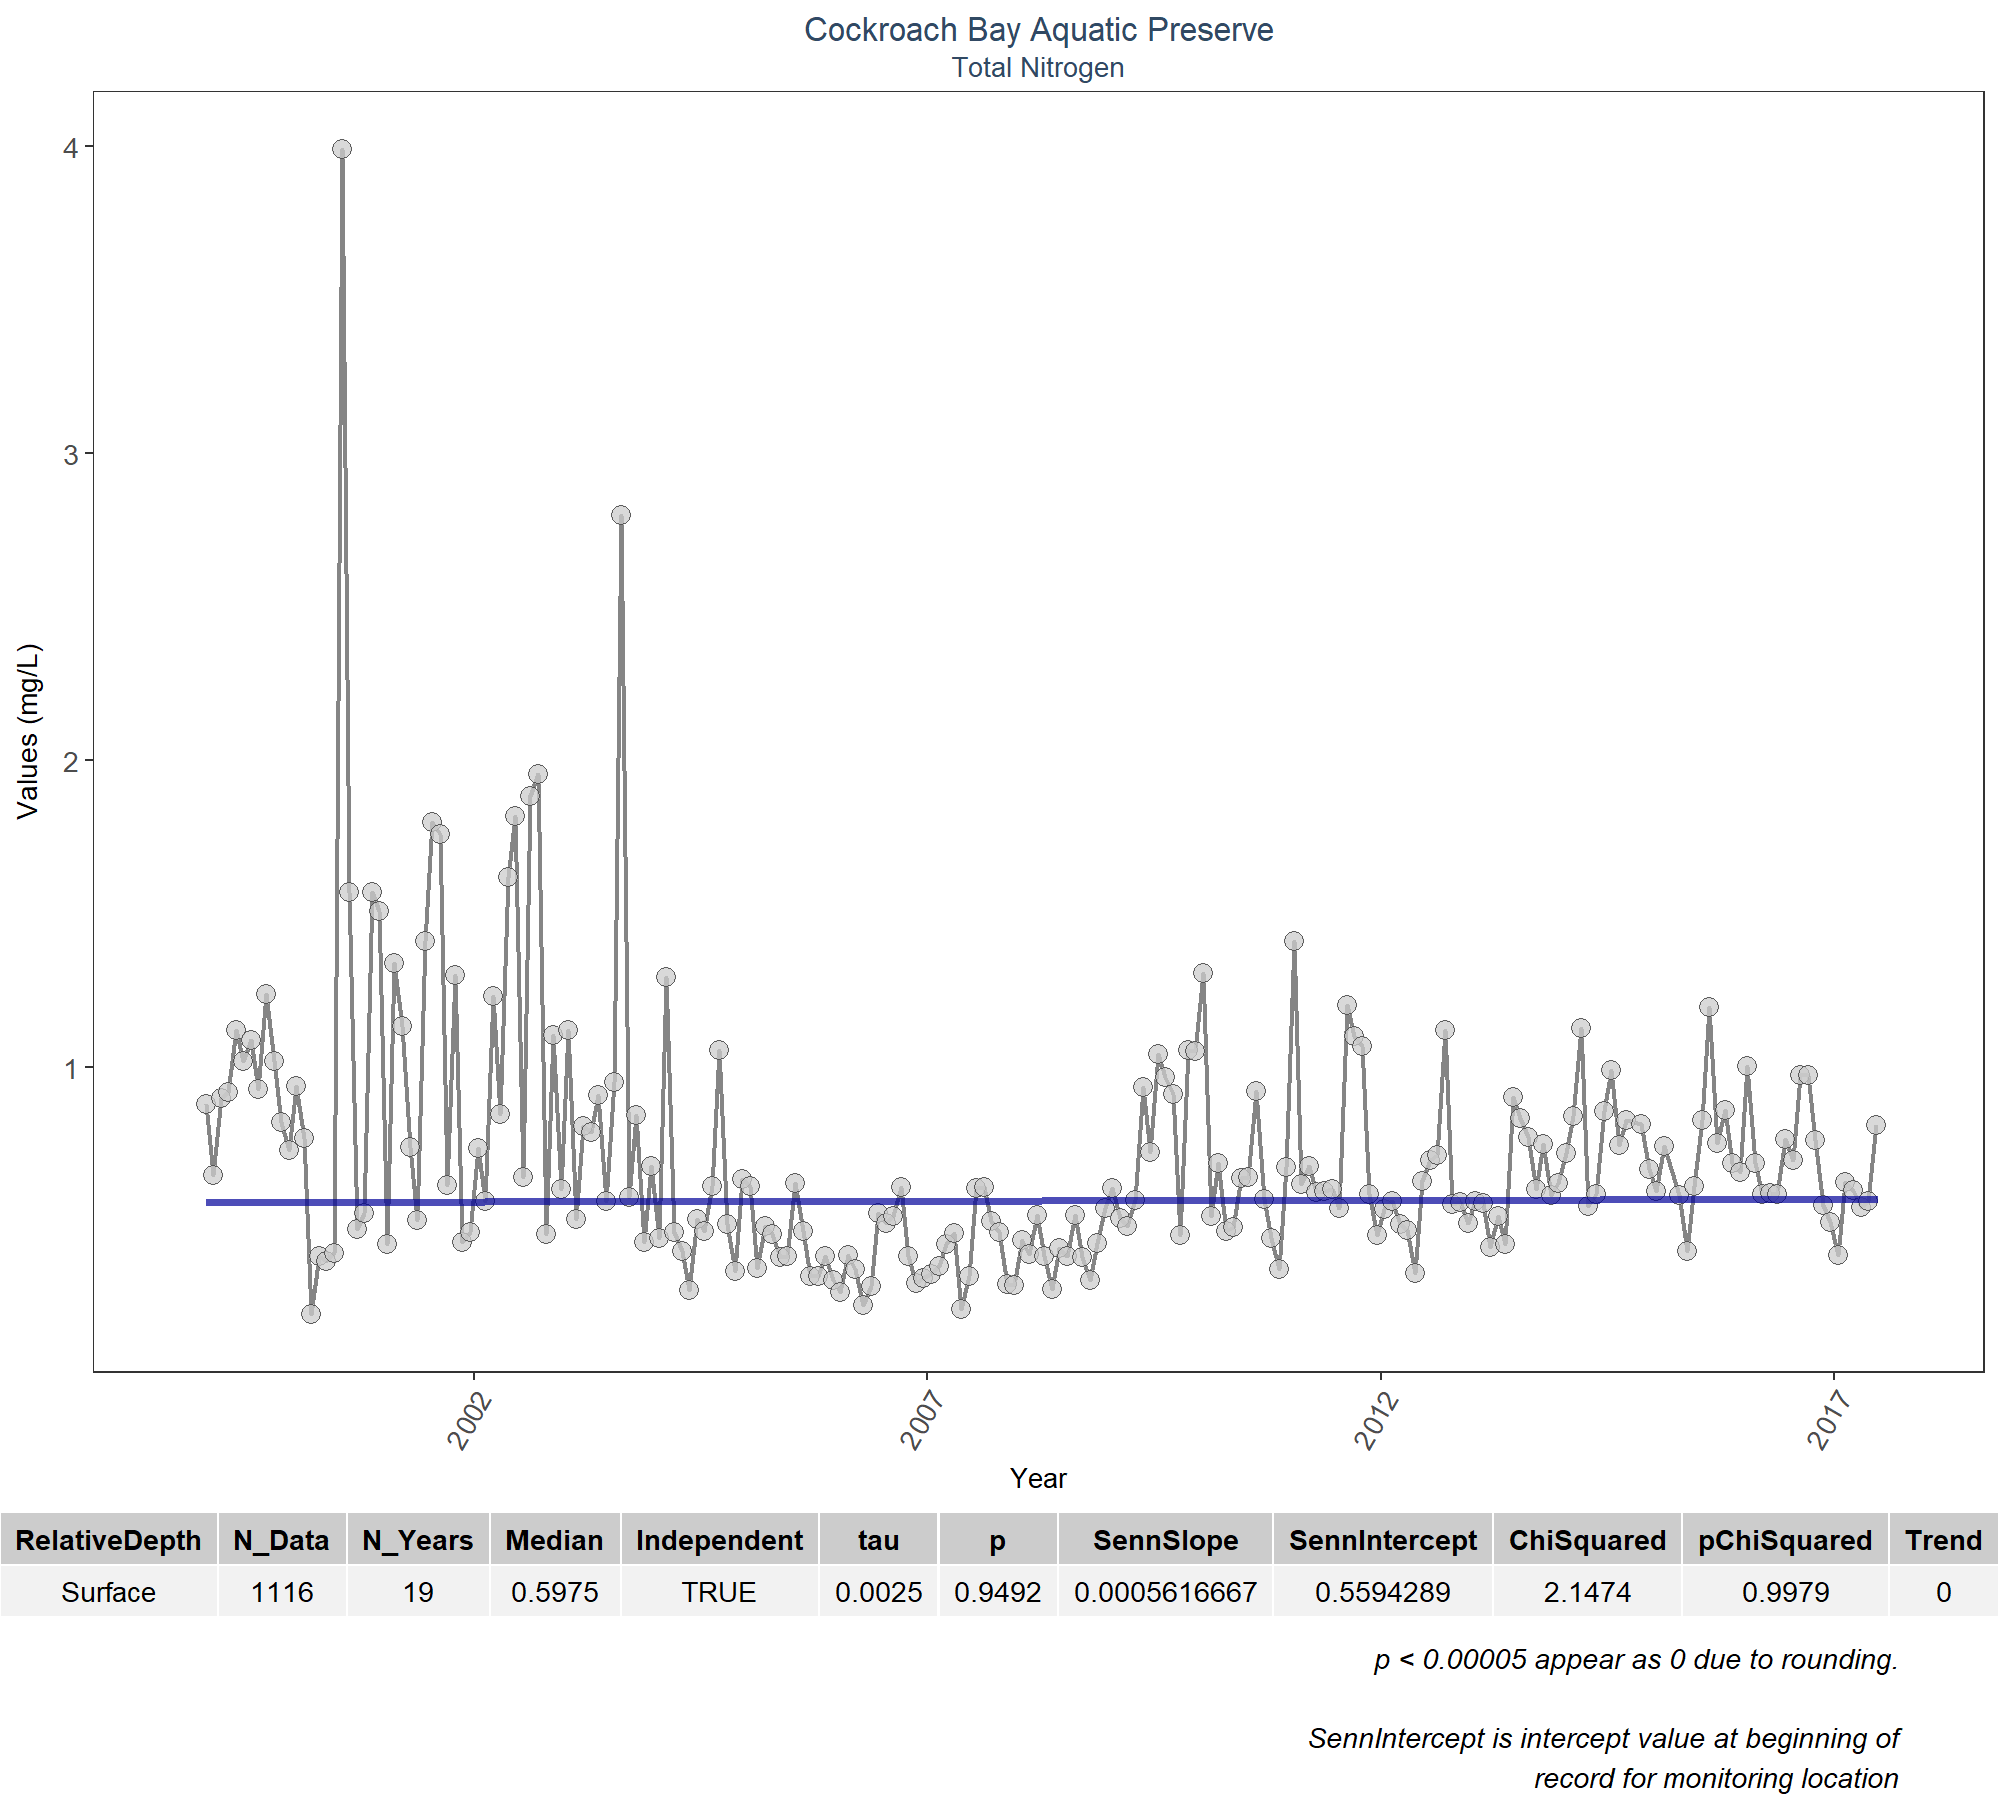 Cockroach Bay Aquatic Preserve
Total Nitrogen
4
3
2
1
Values (mg/L)
2002 2007 2012 2017
Year
RelativeDepth N_Data N_Years Median Independent tau p SennSlope SennIntercept ChiSquared pChiSquared Trend
Surface 1116 19 0.5975 TRUE 0.0025 0.9492 0.0005616667 0.5594289 2.1474 0.9979 0
p < 0.00005 appear as 0 due to rounding.
SennIntercept is intercept value at beginning of
record for monitoring location